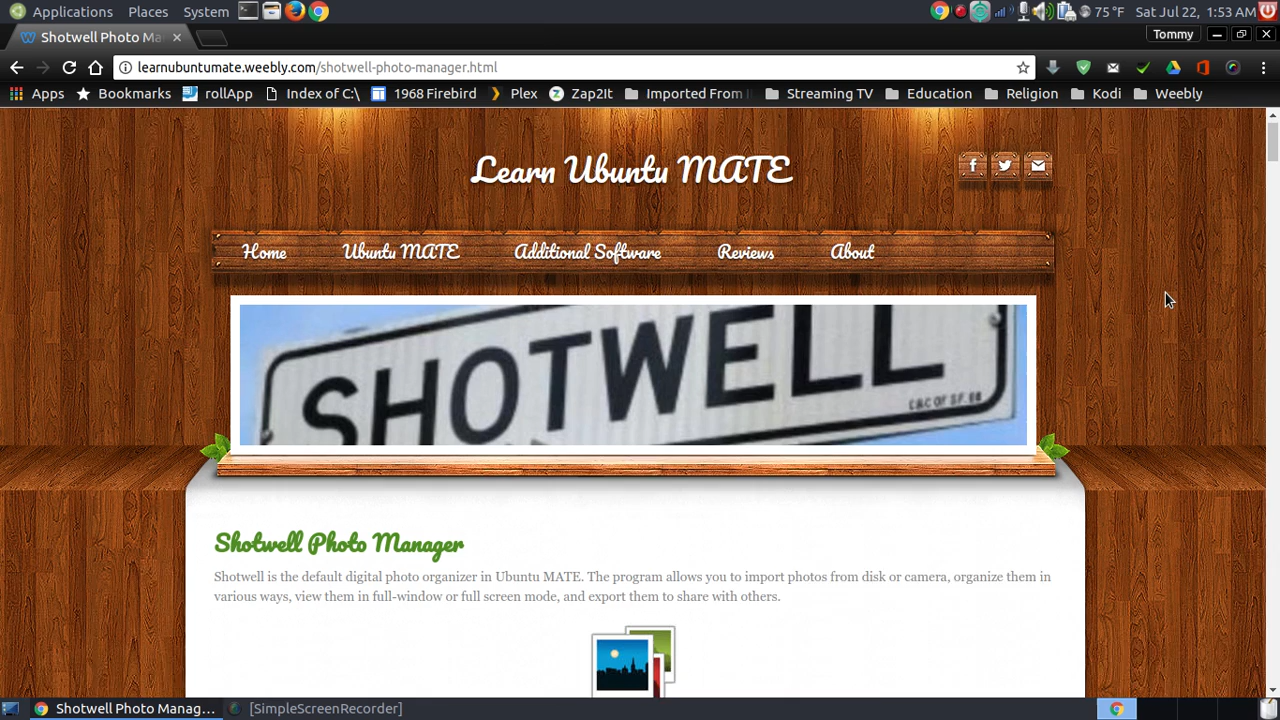 Applications Places System 75 °F Sat Jul 22, 1:53 AM
Shotwell Photo Ma Tommy
learnubuntumate.weebly.com/shotwell-photo-manager.html
Apps Bookmarks rollApp Index of C:\ 1968 Firebird Plex Zap2It Imported From Streaming TV Education Religion Kodi Weebly
Learn Ubuntu MATE
Home Ubuntu MATE Additional Software Reviews About
SHOTWELL
C&C OF S.F. 88
Shotwell Photo Manager
Shotwell is the default digital photo organizer in Ubuntu MATE. The program allows you to import photos from disk or camera, organize them in
various ways, view them in full-window or full screen mode, and export them to share with others.
Shotwell Photo Manag... [SimpleScreenRecorder]